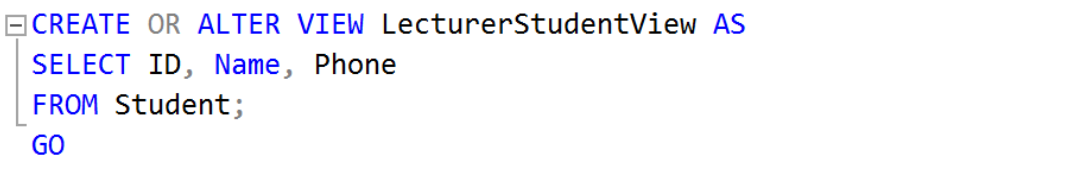 CREATE OR ALTER VIEW LecturerStudentView AS
SELECT ID, Name, Phone
FROM Student;
GO